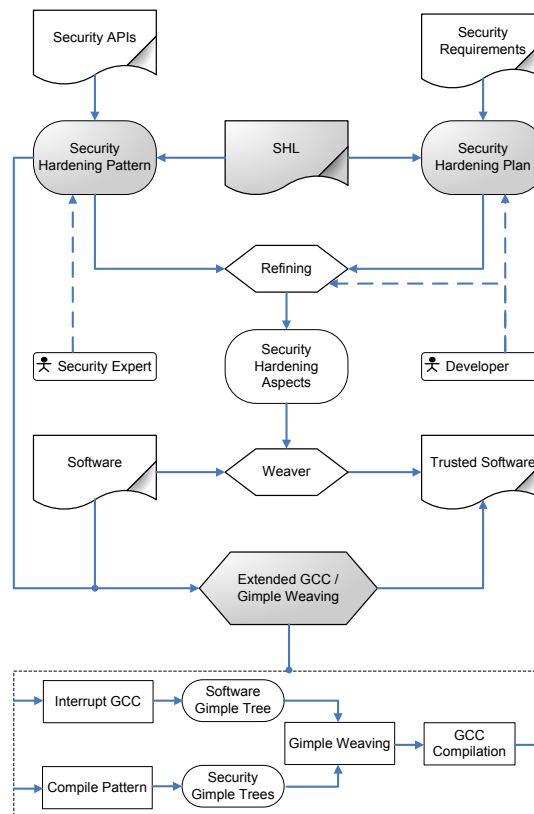 Security APIs
Security
Requirements
Security
Hardening Pattern
SHL
Security
Hardening Plan
Refining
Security
Hardening
Aspects
Security Expert
Developer
Software
Weaver
Trusted Software
Extended GCC /
Gimple Weaving
Interrupt GCC
Software
Gimple Tree
Gimple Weaving
GCC
Compilation
Compile Pattern
Security
Gimple Trees